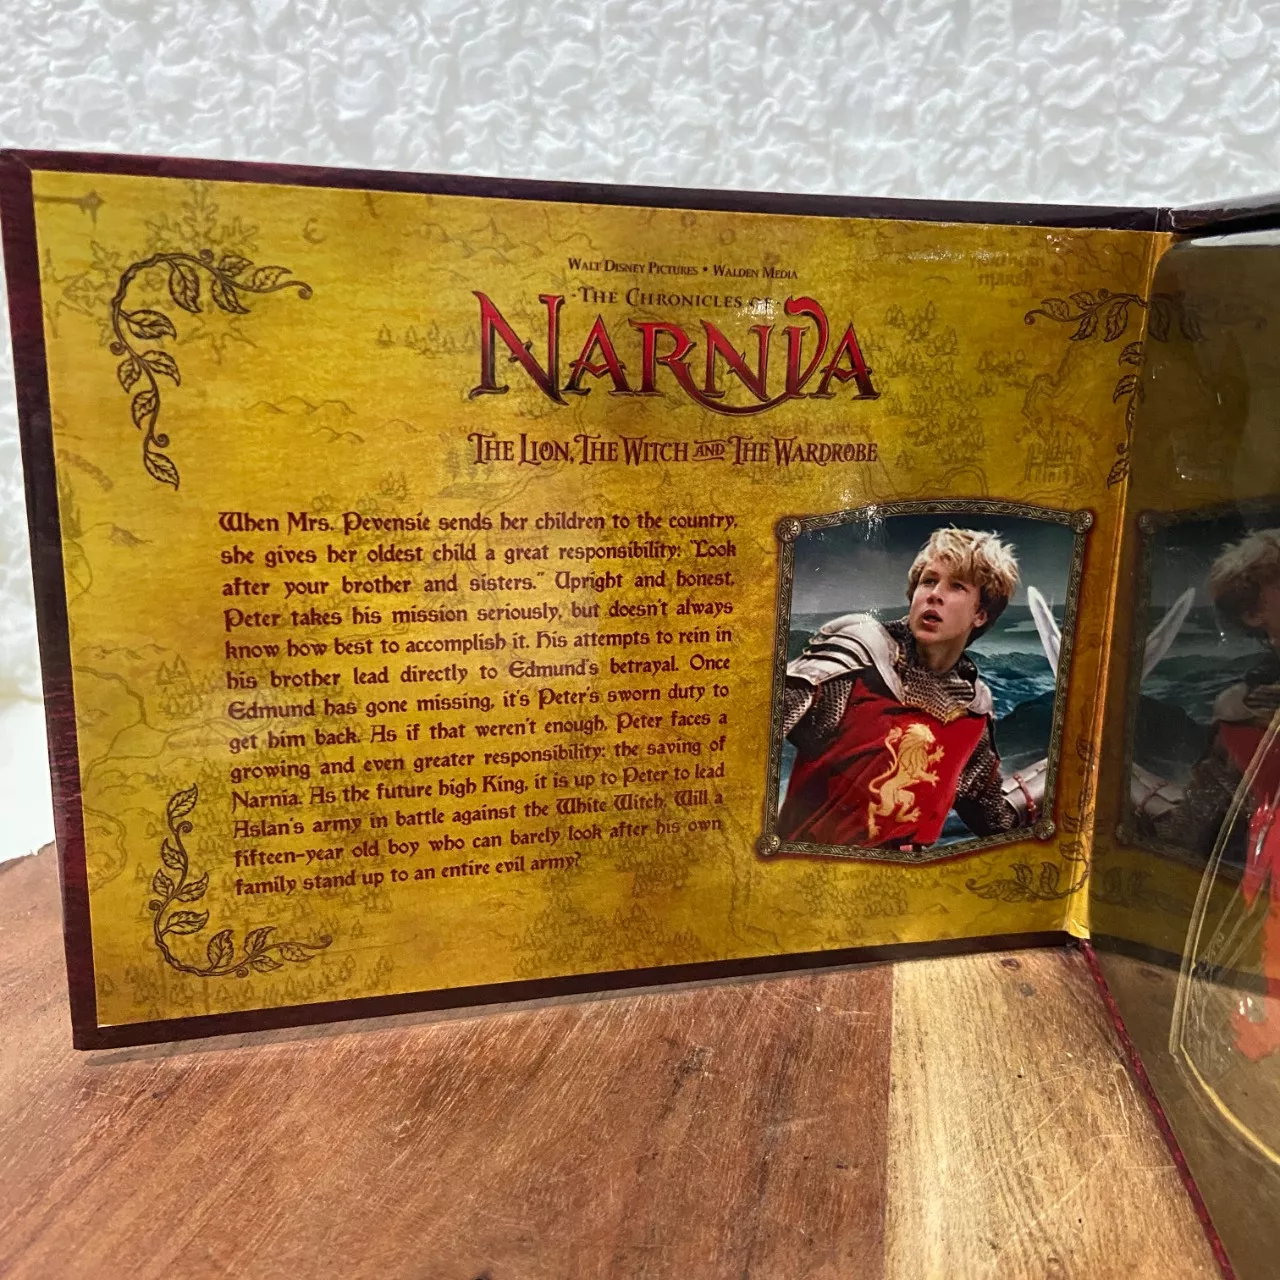 Walt Disney Pictures • Walden Media
The Chronicles of
Narnia
The Lion, The Witch and The Wardrobe
When Mrs. Pevensie sends her children to the country,
she gives her oldest child a great responsibility: "Look
after your brother and sisters." Upright and honest,
Peter takes his mission seriously, but doesn't always
know how best to accomplish it. His attempts to rein in
his brother lead directly to Edmund's betrayal. Once
Edmund has gone missing, it's Peter's sworn duty to
get him back. As if that weren't enough, Peter faces a
growing and even greater responsibility: the saving of
Narnia. As the future high King, it is up to Peter to lead
Aslan's army in battle against the White Witch. Will a
fifteen-year old boy who can barely look after his own
family stand up to an entire evil army?